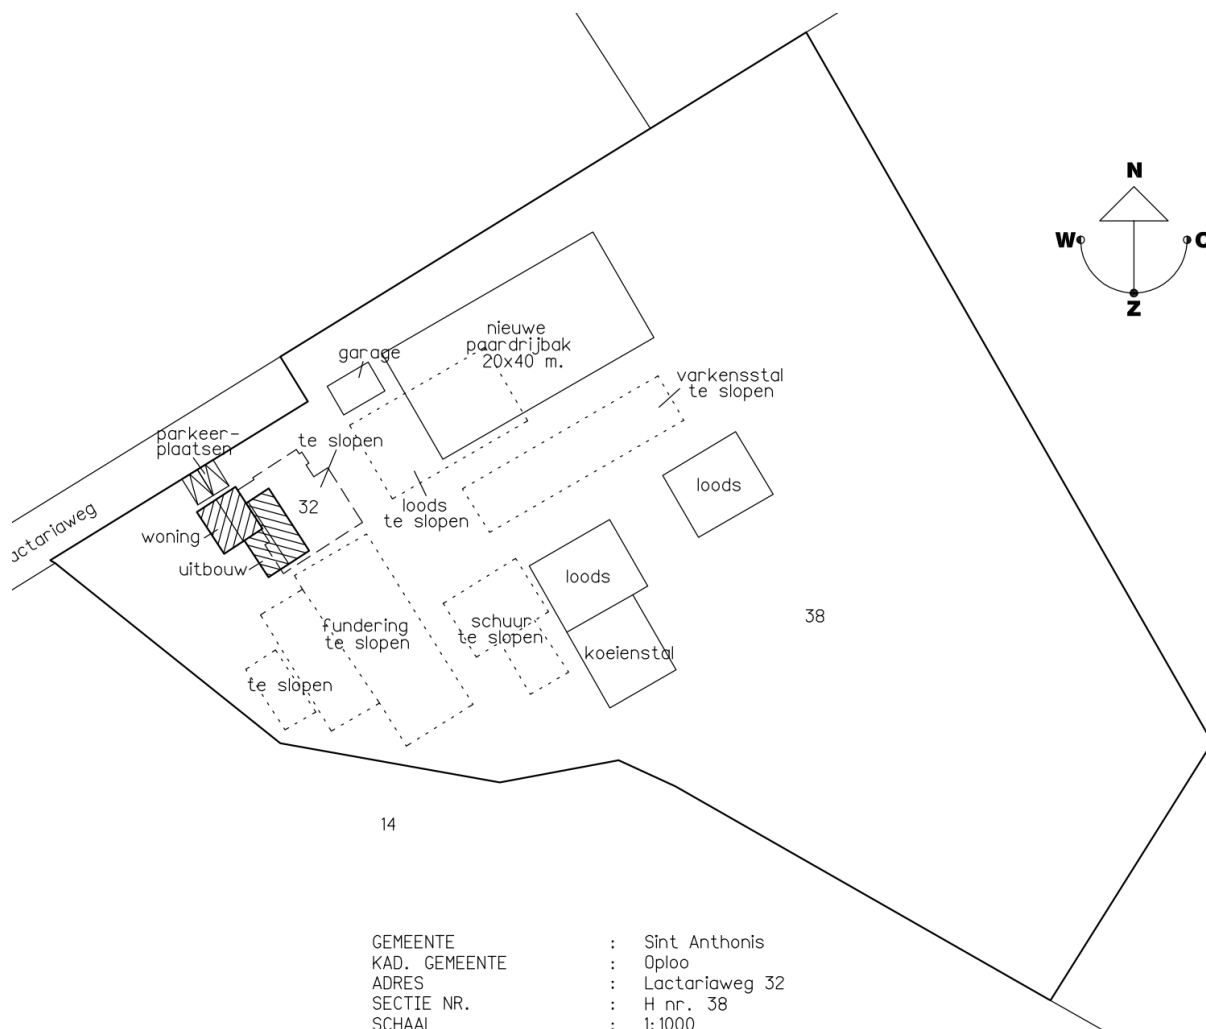 N
W
O
Z
nieuwe
paardrijbak
20x40 m.
garage
varkensstal
te slopen
parkeer-
plaatsen
te slopen
loods
32
loods
te slopen
Lactariaweg
woning
uitbouw
loods
38
fundering
te slopen
schuur
te slopen
koeienstal
te slopen
14
GEMEENTE : Sint Anthonis
KAD. GEMEENTE : Oploo
ADRES : Lactariaweg 32
SECTIE NR. : H nr. 38
SCHAAL : 1:1000